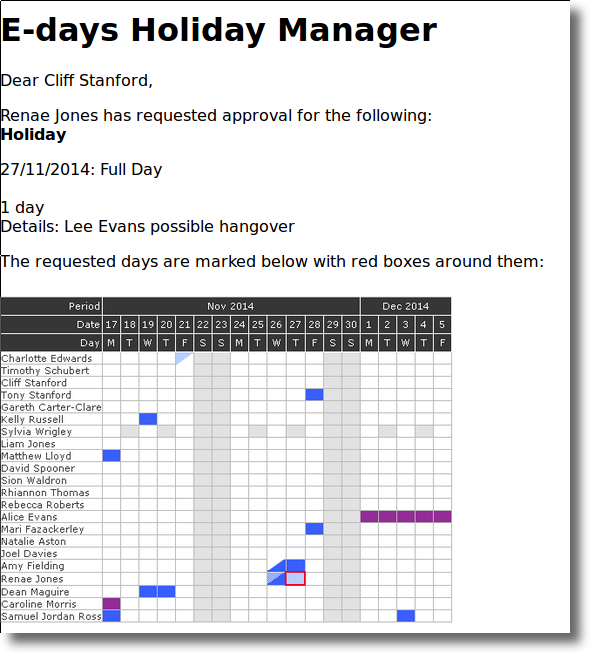 E-days Holiday Manager
Dear Cliff Stanford,
Renae Jones has requested approval for the following:
Holiday
27/11/2014: Full Day
1 day
Details: Lee Evans possible hangover
The requested days are marked below with red boxes around them:
Period Nov 2014 Dec 2014
Date 17 18 19 20 21 22 23 24 25 26 27 28 29 30 1 2 3 4 5
Day M T W T F S S M T W T F S S M T W T F
Charlotte Edwards
Timothy Schubert
Cliff Stanford
Tony Stanford
Gareth Carter-Clare
Kelly Russell
Sylvia Wrigley
Liam Jones
Matthew Lloyd
David Spooner
Sion Waldron
Rhiannon Thomas
Rebecca Roberts
Alice Evans
Mari Fazackerley
Natalie Aston
Joel Davies
Amy Fielding
Renae Jones
Dean Maguire
Caroline Morris
Samuel Jordan Ross